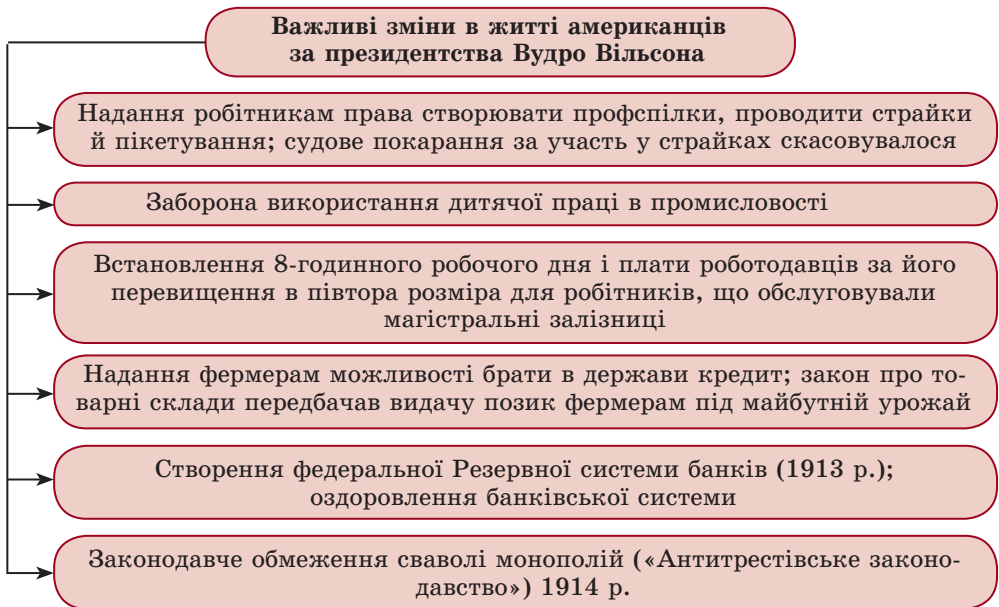 Важливі зміни в житті американців
за президентства Вудро Вільсона
Надання робітникам права створювати профспілки, проводити страйки
й пікетування; судове покарання за участь у страйках скасовувалося
Заборона використання дитячої праці в промисловості
Встановлення 8-годинного робочого дня і плати роботодавців за його
перевищення в півтора розміра для робітників, що обслуговували
магістральні залізниці
Надання фермерам можливості брати в держави кредит; закон про то-
варні склади передбачав видачу позик фермерам під майбутній урожай
Створення федеральної Резервної системи банків (1913 р.);
оздоровлення банківської системи
Законодавче обмеження сваволі монополій («Антитрестівське законо-
давство») 1914 р.